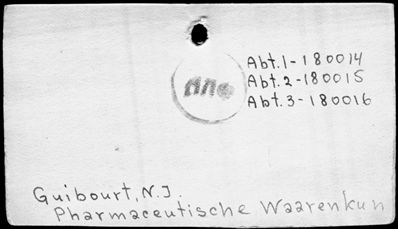 Abt.1-180014
Abt.2-180015
Abt.3-180016
Guibourt, N.J.
Pharmaceutische Waarenkun